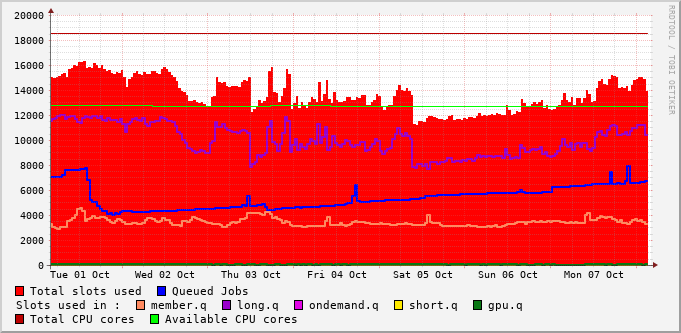 RRDTOOL / TOBI OETIKER
20000
18000
16000
14000
12000
10000
8000
6000
4000
2000
0
Tue 01 Oct Wed 02 Oct Thu 03 Oct Fri 04 Oct Sat 05 Oct Sun 06 Oct Mon 07 Oct
Total slots used Queued Jobs
Slots used in : member.q long.q ondemand.q short.q gpu.q
Total CPU cores Available CPU cores